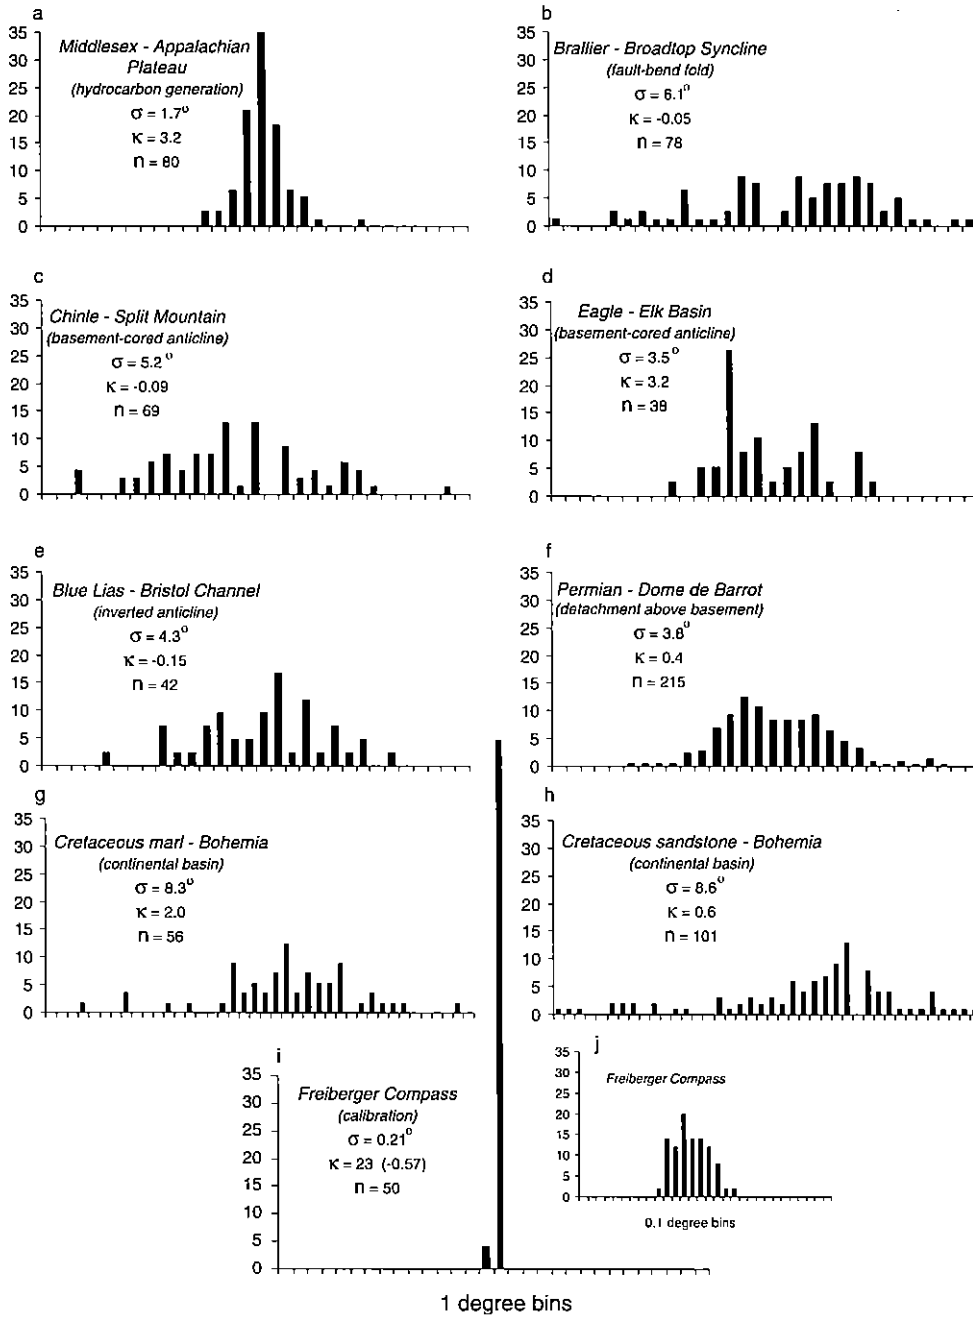 a
35
30
25
20
15
10
5
0
Middlesex - Appalachian
Plateau
(hydrocarbon generation)
σ = 1.7°
κ = 3.2
n = 80
b
35
30
25
20
15
10
5
0
Brallier - Broadtop Syncline
(fault-bend fold)
σ = 6.1°
κ = -0.05
n = 78
c
35
30
25
20
15
10
5
0
Chinle - Split Mountain
(basement-cored anticline)
σ = 5.2°
κ = -0.09
n = 69
d
35
30
25
20
15
10
5
0
Eagle - Elk Basin
(basement-cored anticline)
σ = 3.5°
κ = 3.2
n = 38
e
35
30
25
20
15
10
5
0
Blue Lias - Bristol Channel
(inverted anticline)
σ = 4.3°
κ = -0.15
n = 42
f
35
30
25
20
15
10
5
0
Permian - Dome de Barrot
(detachment above basement)
σ = 3.8°
κ = 0.4
n = 215
g
35
30
25
20
15
10
5
0
Cretaceous marl - Bohemia
(continental basin)
σ = 8.3°
κ = 2.0
n = 56
h
35
30
25
20
15
10
5
0
Cretaceous sandstone - Bohemia
(continental basin)
σ = 8.6°
κ = 0.6
n = 101
i
35
30
25
20
15
10
5
0
Freiberger Compass
(calibration)
σ = 0.21°
κ = 23 (-0.57)
n = 50
j
35
30
25
20
15
10
5
0
Freiberger Compass
0.1 degree bins
1 degree bins